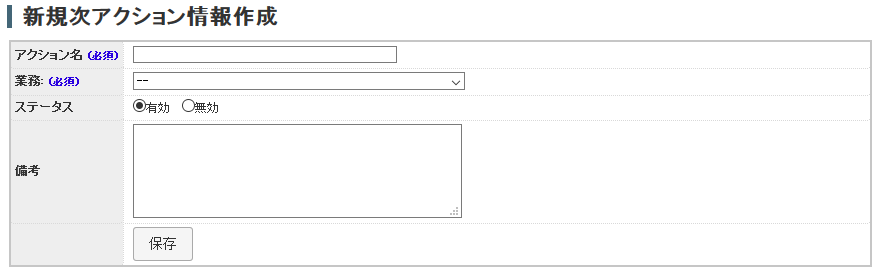 新規次アクション情報作成
アクション名 (必須)
業務: (必須)
--
ステータス
有効 無効
備考
保存